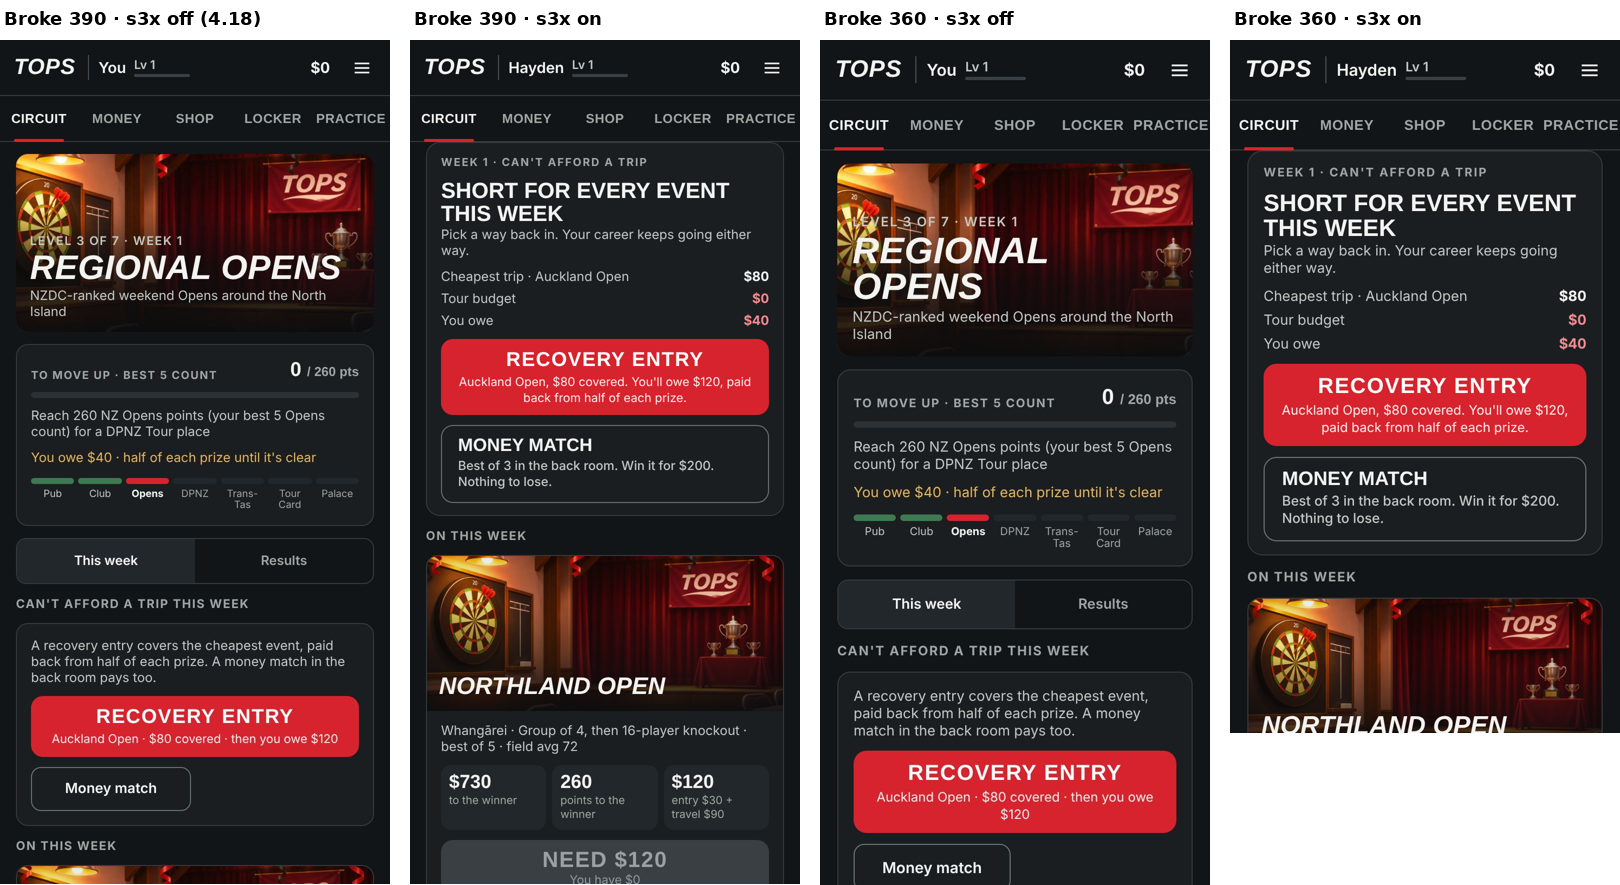 Broke 390 · s3x off (4.18)
TOPS
You Lv 1
$0
CIRCUIT MONEY SHOP LOCKER PRACTICE
TOPS
LEVEL 3 OF 7 · WEEK 1
REGIONAL OPENS
NZDC-ranked weekend Opens around the North
Island
TO MOVE UP · BEST 5 COUNT 0 / 260 pts
Reach 260 NZ Opens points (your best 5 Opens
count) for a DPNZ Tour place
You owe $40 · half of each prize until it's clear
Pub Club Opens DPNZ Trans- Tour Palace
Tas Card
This week Results
CAN'T AFFORD A TRIP THIS WEEK
A recovery entry covers the cheapest event, paid
back from half of each prize. A money match in the
back room pays too.
RECOVERY ENTRY
Auckland Open · $80 covered · then you owe $120
Money match
ON THIS WEEK
Broke 390 · s3x on
TOPS
Hayden Lv 1
$0
CIRCUIT MONEY SHOP LOCKER PRACTICE
WEEK 1 · CAN'T AFFORD A TRIP
SHORT FOR EVERY EVENT
THIS WEEK
Pick a way back in. Your career keeps going either
way.
Cheapest trip · Auckland Open $80
Tour budget $0
You owe $40
RECOVERY ENTRY
Auckland Open, $80 covered. You'll owe $120, paid
back from half of each prize.
MONEY MATCH
Best of 3 in the back room. Win it for $200.
Nothing to lose.
ON THIS WEEK
TOPS
NORTHLAND OPEN
Whangārei · Group of 4, then 16-player knockout ·
best of 5 · field avg 72
$730 260 $120
to the winner points to the entry $30 +
winner travel $90
NEED $120
You have $0
Broke 360 · s3x off
TOPS
You Lv 1
$0
CIRCUIT MONEY SHOP LOCKER PRACTICE
TOPS
LEVEL 3 OF 7 · WEEK 1
REGIONAL
OPENS
NZDC-ranked weekend Opens around the North
Island
TO MOVE UP · BEST 5 COUNT 0 / 260 pts
Reach 260 NZ Opens points (your best 5 Opens
count) for a DPNZ Tour place
You owe $40 · half of each prize until it's clear
Pub Club Opens DPNZ Trans- Tour Palace
Tas Card
This week Results
CAN'T AFFORD A TRIP THIS WEEK
A recovery entry covers the cheapest event,
paid back from half of each prize. A money
match in the back room pays too.
RECOVERY ENTRY
Auckland Open · $80 covered · then you owe
$120
Money match
Broke 360 · s3x on
TOPS
Hayden Lv 1
$0
CIRCUIT MONEY SHOP LOCKER PRACTICE
WEEK 1 · CAN'T AFFORD A TRIP
SHORT FOR EVERY EVENT
THIS WEEK
Pick a way back in. Your career keeps going
either way.
Cheapest trip · Auckland Open $80
Tour budget $0
You owe $40
RECOVERY ENTRY
Auckland Open, $80 covered. You'll owe $120,
paid back from half of each prize.
MONEY MATCH
Best of 3 in the back room. Win it for $200.
Nothing to lose.
ON THIS WEEK
TOPS
NORTHLAND OPEN